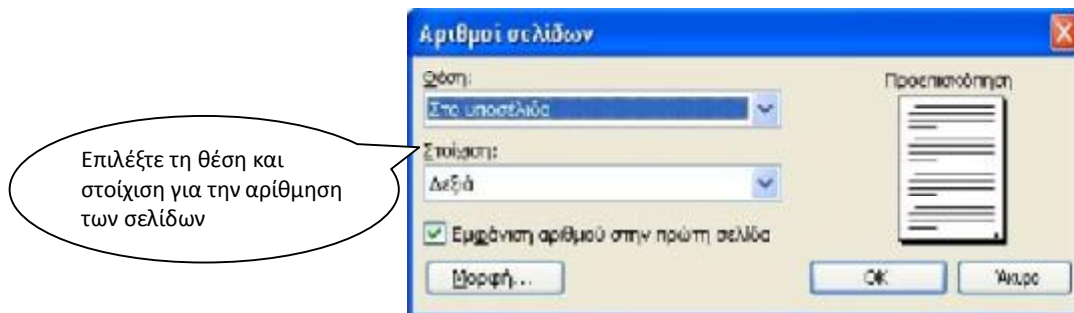 Αριθμοί σελίδων
Θέση:
Προεπισκόπηση
Στο υποσέλιδο
Στοίχιση:
Δεξιά
Εμφάνιση αριθμού στην πρώτη σελίδα
Μορφή...
OK
Άκυρο
Επιλέξτε τη θέση και
στοίχιση για την αρίθμηση
των σελίδων